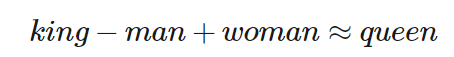 king − man + woman ≈ queen